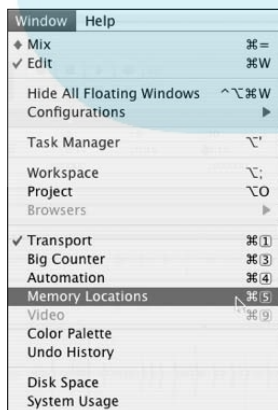 Window Help
◆ Mix ⌘=
✓ Edit ⌘W
Hide All Floating Windows ^⌥⌘W
Configurations ▶
Task Manager ⌥'
Workspace ⌥;
Project ⌥O
Browsers ▶
✓ Transport ⌘1
Big Counter ⌘3
Automation ⌘4
Memory Locations ⌘5
Video ⌘9
Color Palette
Undo History
Disk Space
System Usage